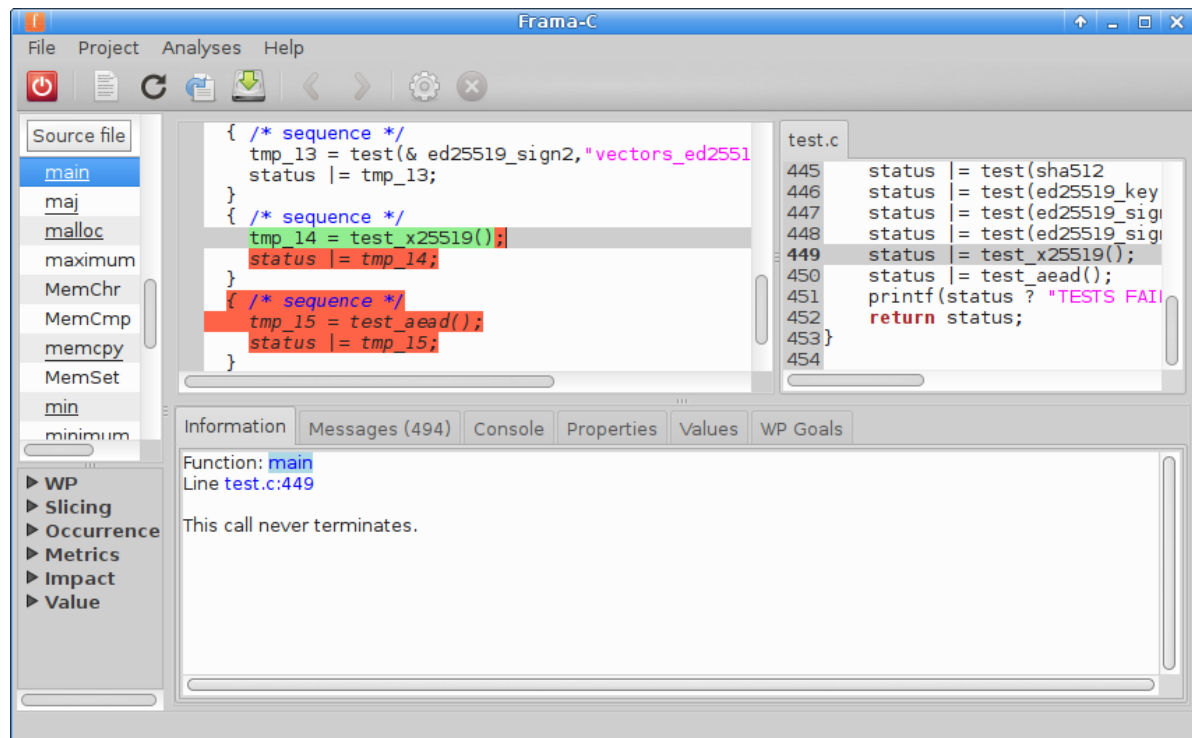 Frama-C
File Project Analyses Help
Source file
main
maj
malloc
maximum
MemChr
MemCmp
memcpy
MemSet
min
minimum
WP
Slicing
Occurrence
Metrics
Impact
Value
{ /* sequence */
tmp_13 = test(& ed25519_sign2,"vectors_ed2551
status |= tmp_13;
}
{ /* sequence */
tmp_14 = test_x25519();
status |= tmp_14;
}
{ /* sequence */
tmp_15 = test_aead();
status |= tmp_15;
}
test.c
445 status |= test(sha512
446 status |= test(ed25519_key
447 status |= test(ed25519_sig
448 status |= test(ed25519_sig
449 status |= test_x25519();
450 status |= test_aead();
451 printf(status ? "TESTS FAI
452 return status;
453 }
454
Information Messages (494) Console Properties Values WP Goals
Function: main
Line test.c:449
This call never terminates.